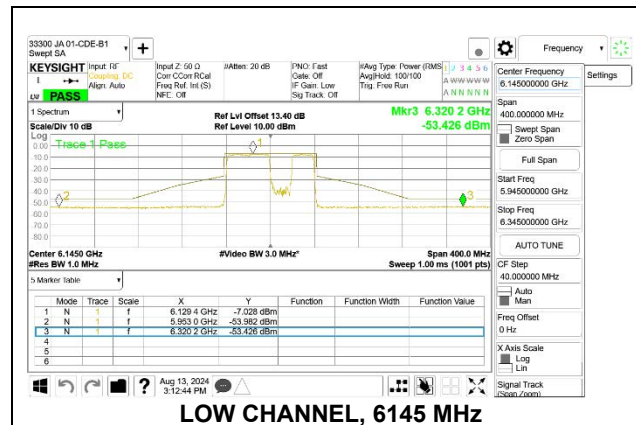 33300 JA 01-CDE-B1
Swept SA
Frequency
KEYSIGHT
Input: RF
Coupling: DC
Align: Auto
Input Z: 50 Ω
Corr CCorr RCal
Freq Ref: Int (S)
NFE: Off
#Atten: 20 dB
PNO: Fast
Gate: Off
IF Gain: Low
Sig Track: Off
#Avg Type: Power (RMS
Avg|Hold: 100/100
Trig: Free Run
1 2 3 4 5 6
A W W W W W
A N N N N N
PASS
1 Spectrum
Scale/Div 10 dB
Ref Lvl Offset 13.40 dB
Ref Level 10.00 dBm
Mkr3 6.320 2 GHz
-53.426 dBm
Log
Trace 1 Pass
0.00
-10.0
-20.0
-30.0
-40.0
-50.0
-60.0
-70.0
-80.0
1
2
3
Center 6.1450 GHz
#Res BW 1.0 MHz
#Video BW 3.0 MHz*
Span 400.0 MHz
Sweep 1.00 ms (1001 pts)
5 Marker Table
Mode Trace Scale X Y Function Function Width Function Value
1 N 1 f 6.129 4 GHz -7.028 dBm
2 N 1 f 5.953 0 GHz -53.982 dBm
3 N 1 f 6.320 2 GHz -53.426 dBm
4
5
6
Aug 13, 2024
3:12:44 PM
Center Frequency
6.145000000 GHz
Settings
Span
400.000000 MHz
Swept Span
Zero Span
Full Span
Start Freq
5.945000000 GHz
Stop Freq
6.345000000 GHz
AUTO TUNE
CF Step
40.000000 MHz
Auto
Man
Freq Offset
0 Hz
X Axis Scale
Log
Lin
Signal Track
(Span Zoom)
LOW CHANNEL, 6145 MHz